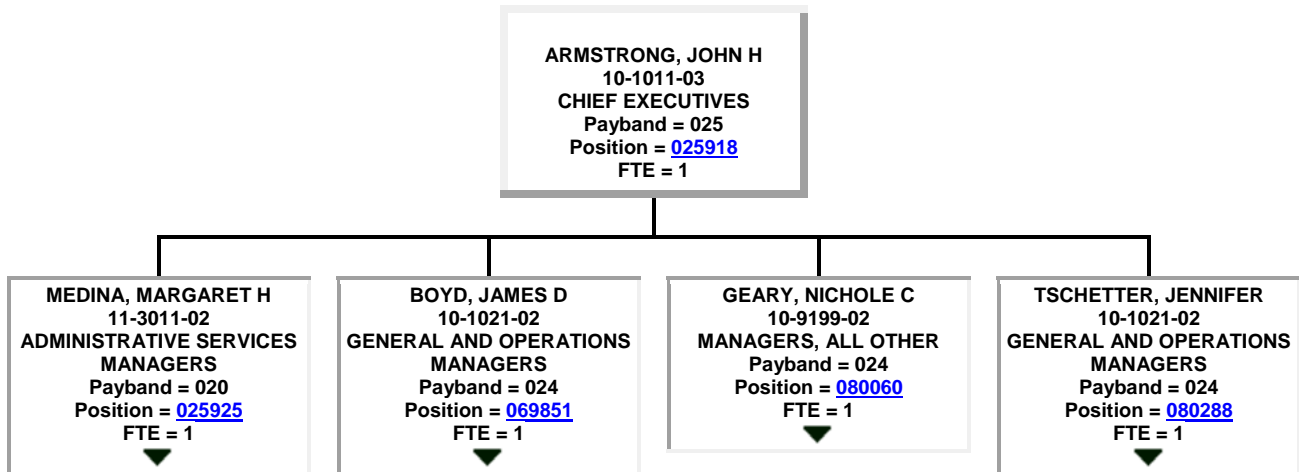 ARMSTRONG, JOHN H
10-1011-03
CHIEF EXECUTIVES
Payband = 025
Position = 025918
FTE = 1
MEDINA, MARGARET H
11-3011-02
ADMINISTRATIVE SERVICES
MANAGERS
Payband = 020
Position = 025925
FTE = 1
BOYD, JAMES D
10-1021-02
GENERAL AND OPERATIONS
MANAGERS
Payband = 024
Position = 069851
FTE = 1
GEARY, NICHOLE C
10-9199-02
MANAGERS, ALL OTHER
Payband = 024
Position = 080060
FTE = 1
TSCHETTER, JENNIFER
10-1021-02
GENERAL AND OPERATIONS
MANAGERS
Payband = 024
Position = 080288
FTE = 1